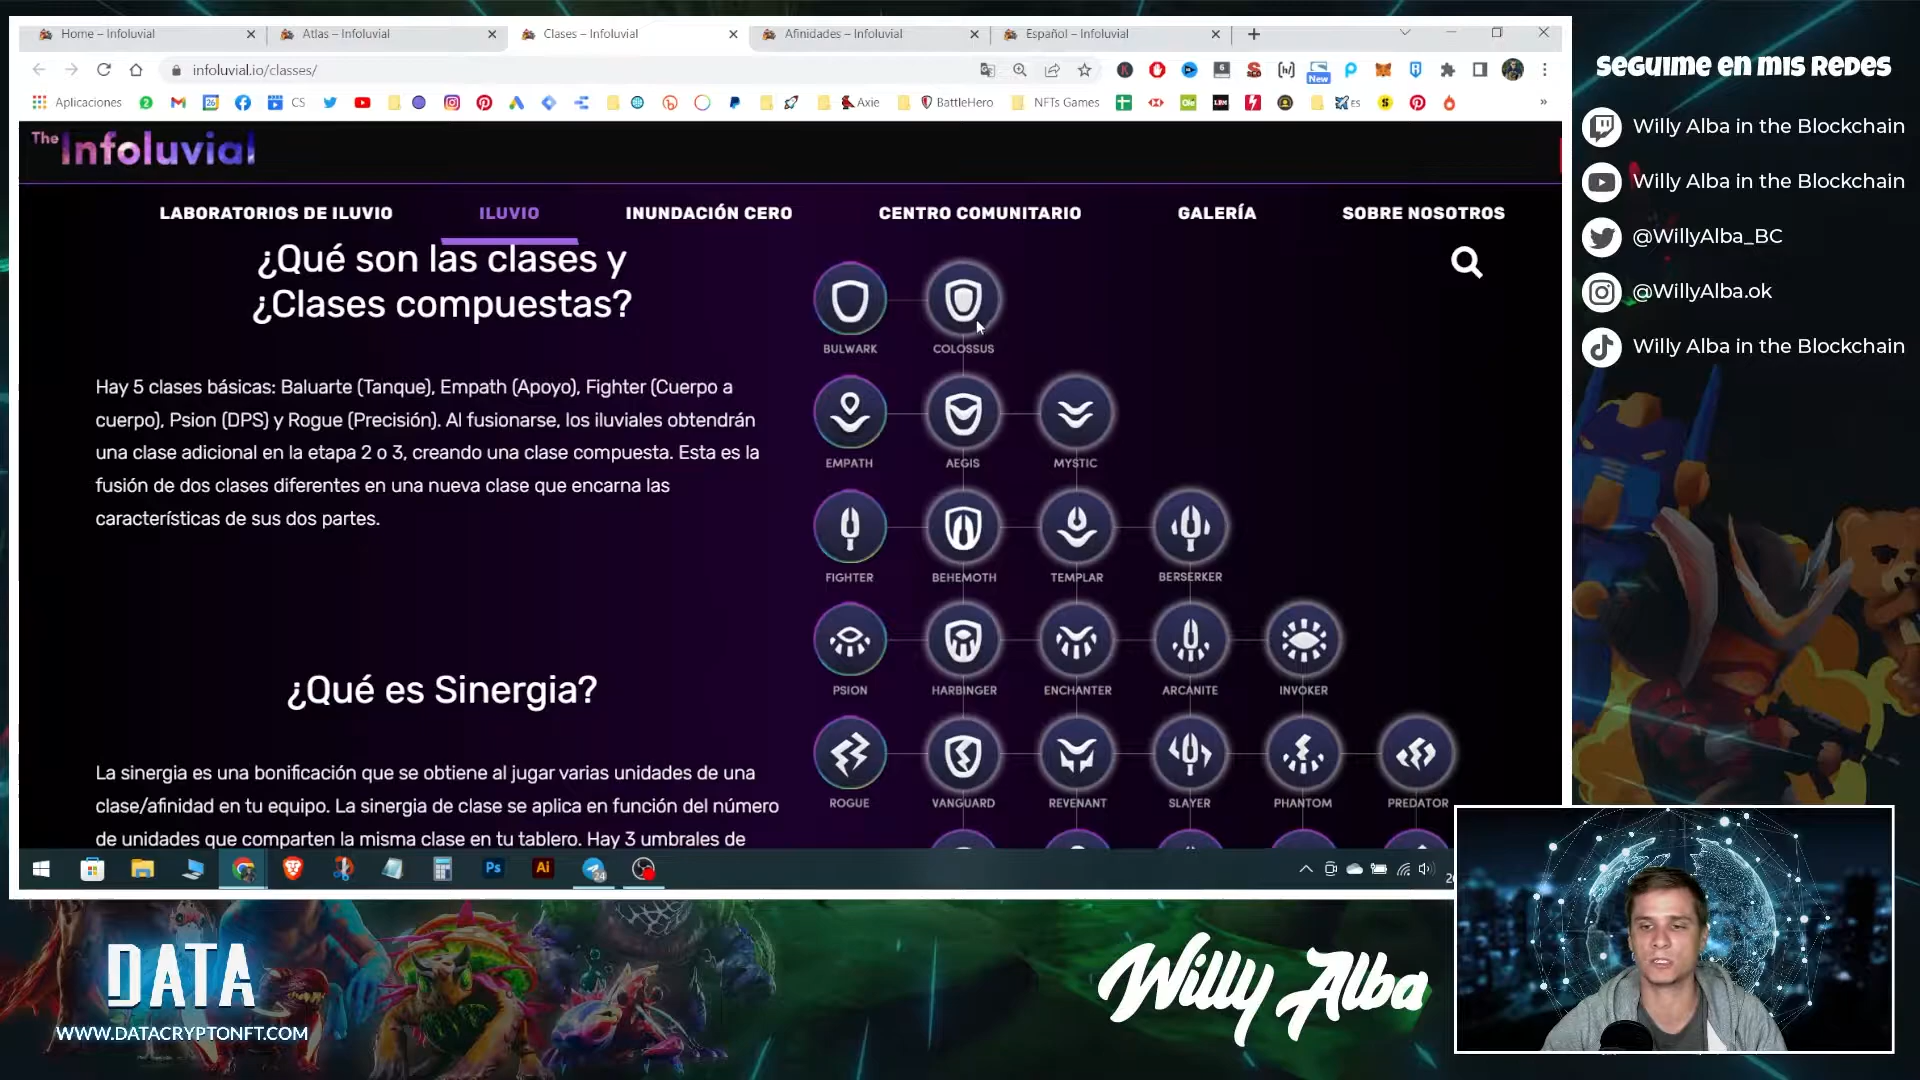 Home – Infoluvial
Atlas – Infoluvial
Clases – Infoluvial
Afinidades – Infoluvial
Español – Infoluvial
infoluvial.io/classes/
New
Aplicaciones
CS
Axie
BattleHero
NFTs Games
ES
The Infoluvial
LABORATORIOS DE ILUVIO
ILUVIO
INUNDACIÓN CERO
CENTRO COMUNITARIO
GALERÍA
SOBRE NOSOTROS
¿Qué son las clases y
¿Clases compuestas?
Hay 5 clases básicas: Baluarte (Tanque), Empath (Apoyo), Fighter (Cuerpo a
cuerpo), Psion (DPS) y Rogue (Precisión). Al fusionarse, los iluviales obtendrán
una clase adicional en la etapa 2 o 3, creando una clase compuesta. Esta es la
fusión de dos clases diferentes en una nueva clase que encarna las
características de sus dos partes.
¿Qué es Sinergia?
La sinergia es una bonificación que se obtiene al jugar varias unidades de una
clase/afinidad en tu equipo. La sinergia de clase se aplica en función del número
de unidades que comparten la misma clase en tu tablero. Hay 3 umbrales de
BULWARK
COLOSSUS
EMPATH
AEGIS
MYSTIC
FIGHTER
BEHEMOTH
TEMPLAR
BERSERKER
PSION
HARBINGER
ENCHANTER
ARCANITE
INVOKER
ROGUE
VANGUARD
REVENANT
SLAYER
PHANTOM
PREDATOR
Ps
Ai
24
SEGUIME EN MIS REDES
Willy Alba in the Blockchain
Willy Alba in the Blockchain
@WillyAlba_BC
@WillyAlba.ok
Willy Alba in the Blockchain
DATA
WWW.DATACRYPTONFT.COM
Willy Alba